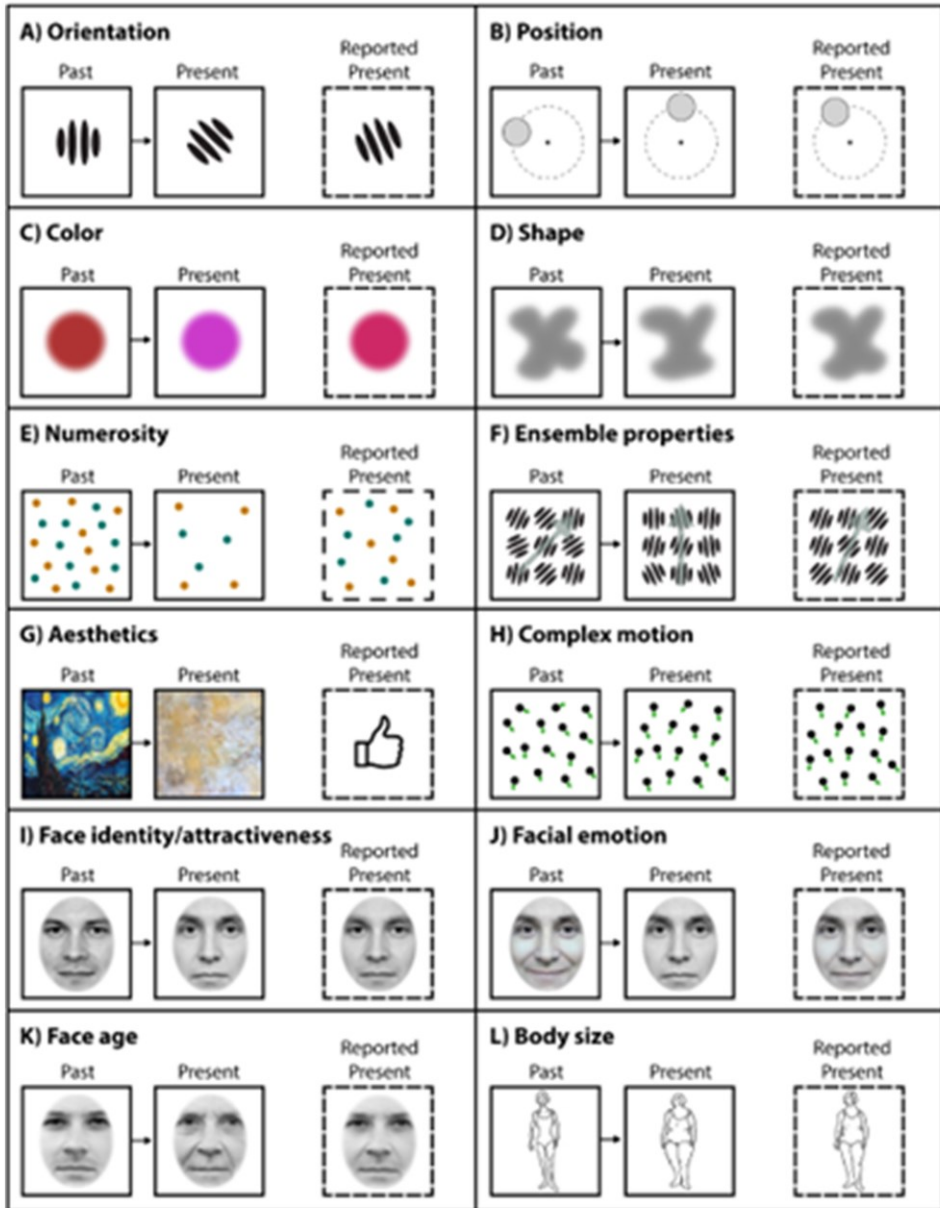 A) Orientation
Past
Present
Reported
Present
B) Position
Past
Present
Reported
Present
C) Color
Past
Present
Reported
Present
D) Shape
Past
Present
Reported
Present
E) Numerosity
Past
Present
Reported
Present
F) Ensemble properties
Past
Present
Reported
Present
G) Aesthetics
Past
Present
Reported
Present
H) Complex motion
Past
Present
Reported
Present
I) Face identity/attractiveness
Past
Present
Reported
Present
J) Facial emotion
Past
Present
Reported
Present
K) Face age
Past
Present
Reported
Present
L) Body size
Past
Present
Reported
Present